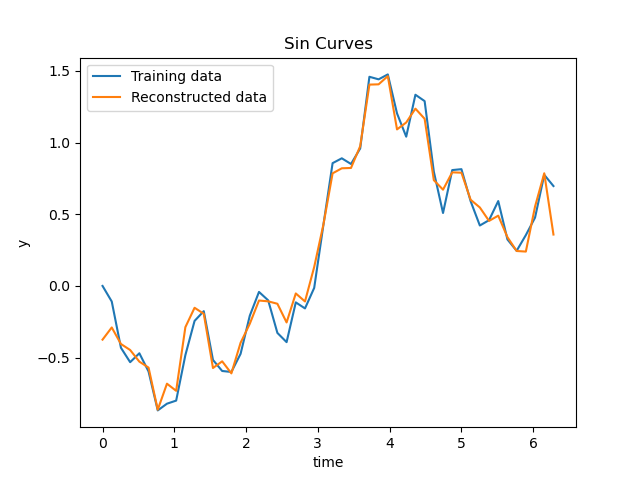 Sin Curves
Training data
Reconstructed data
1.5
1.0
0.5
0.0
−0.5
y
0 1 2 3 4 5 6
time